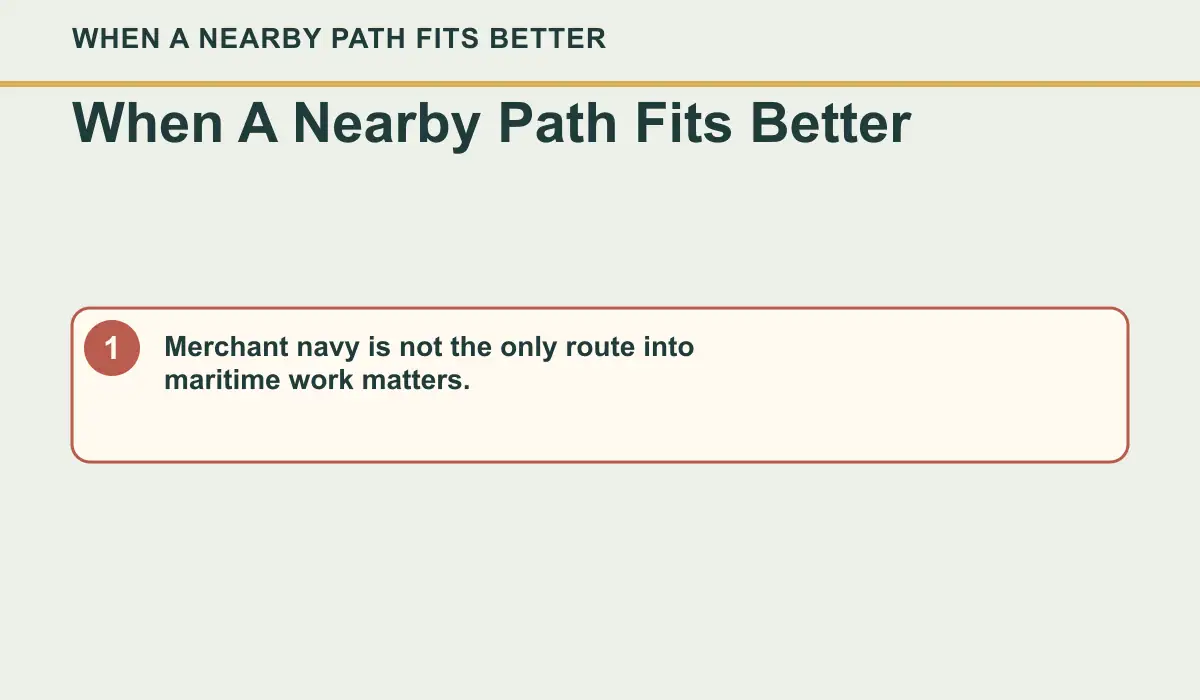 WHEN A NEARBY PATH FITS BETTER
When A Nearby Path Fits Better
1
Merchant navy is not the only route into
maritime work matters.